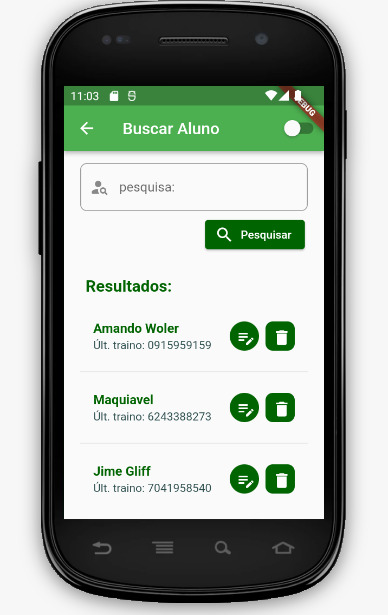 11:03
DEBUG
Buscar Aluno
pesquisa:
Pesquisar
Resultados:
Amando Woler
Últ. traino: 0915959159
Maquiavel
Últ. traino: 6243388273
Jime Gliff
Últ. traino: 7041958540